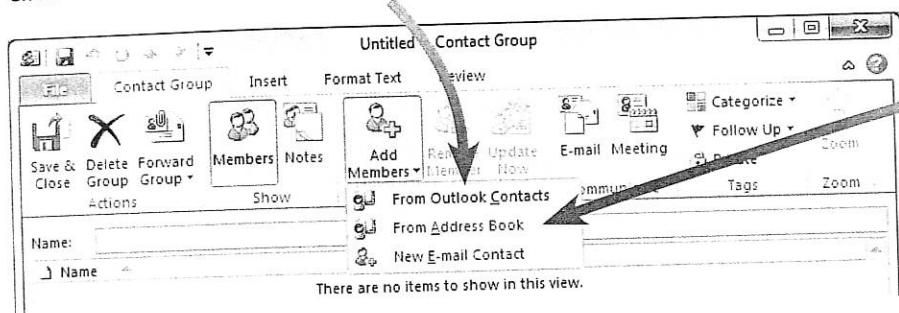 Untitled Contact Group
File Contact Group Insert Format Text
Save & Close
Delete Group
Forward Group
Members
Notes
Add Members
Update Now
E-mail
Meeting
Categorize
Follow Up
Zoom
Actions
Show
Tags
Zoom
From Outlook Contacts
From Address Book
New E-mail Contact
Name:
Name
There are no items to show in this view.